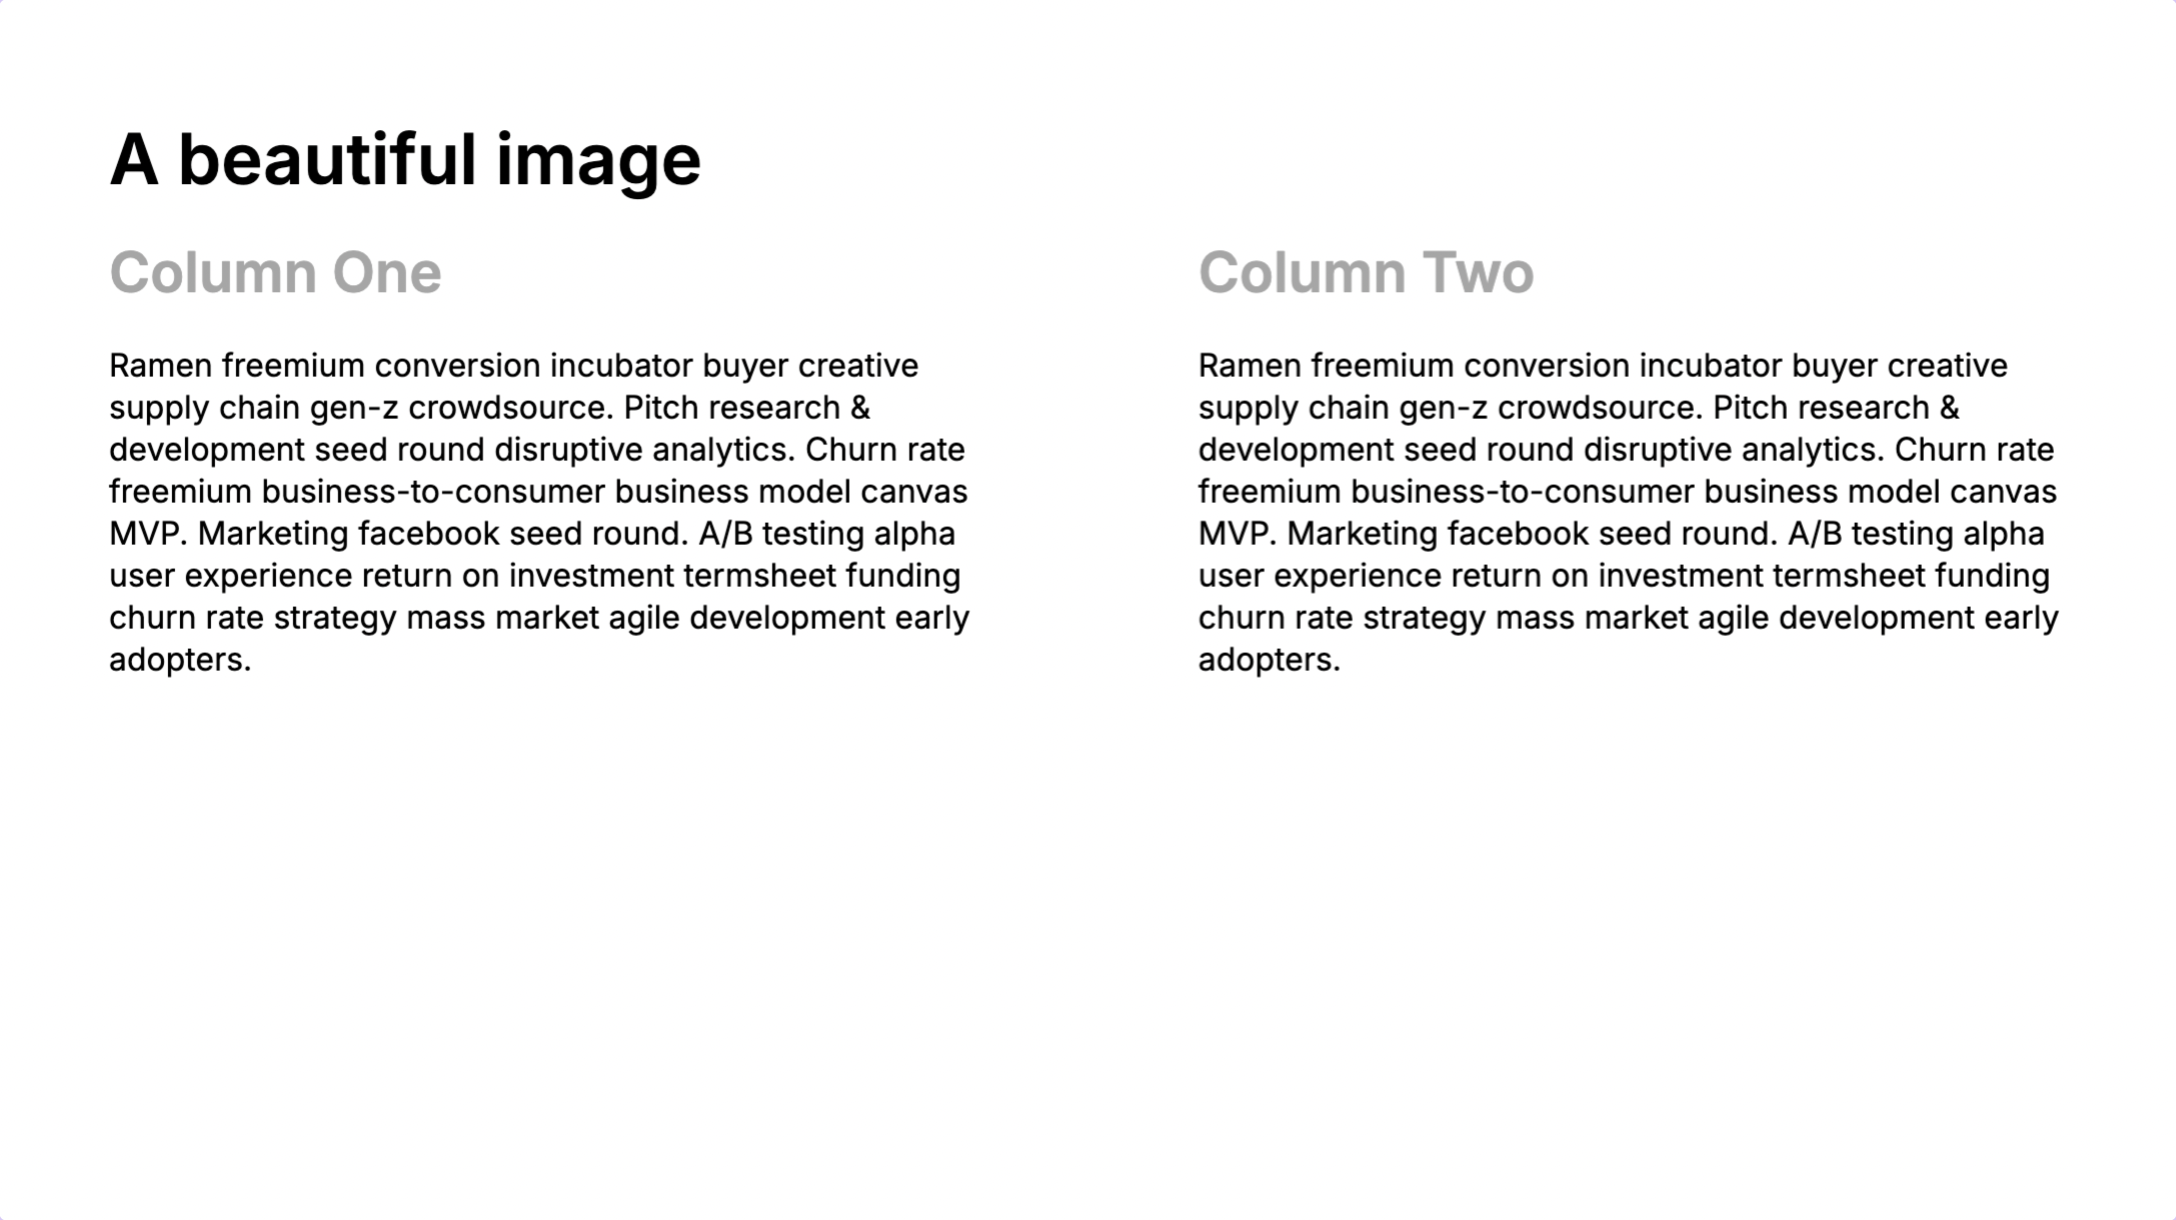 A beautiful image
Column One
Ramen freemium conversion incubator buyer creative
supply chain gen-z crowdsource. Pitch research &
development seed round disruptive analytics. Churn rate
freemium business-to-consumer business model canvas
MVP. Marketing facebook seed round. A/B testing alpha
user experience return on investment termsheet funding
churn rate strategy mass market agile development early
adopters.
Column Two
Ramen freemium conversion incubator buyer creative
supply chain gen-z crowdsource. Pitch research &
development seed round disruptive analytics. Churn rate
freemium business-to-consumer business model canvas
MVP. Marketing facebook seed round. A/B testing alpha
user experience return on investment termsheet funding
churn rate strategy mass market agile development early
adopters.